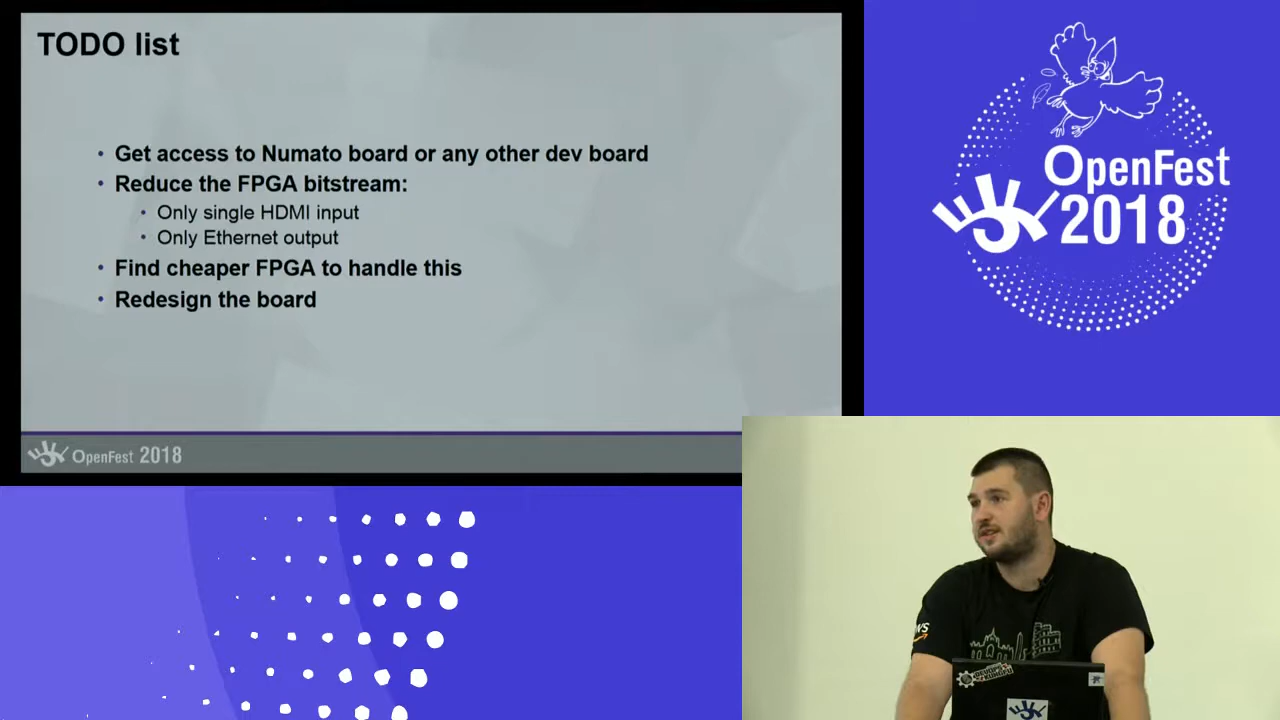 TODO list
• Get access to Numato board or any other dev board
• Reduce the FPGA bitstream:
• Only single HDMI input
• Only Ethernet output
• Find cheaper FPGA to handle this
• Redesign the board
OpenFest 2018
OpenFest
2018